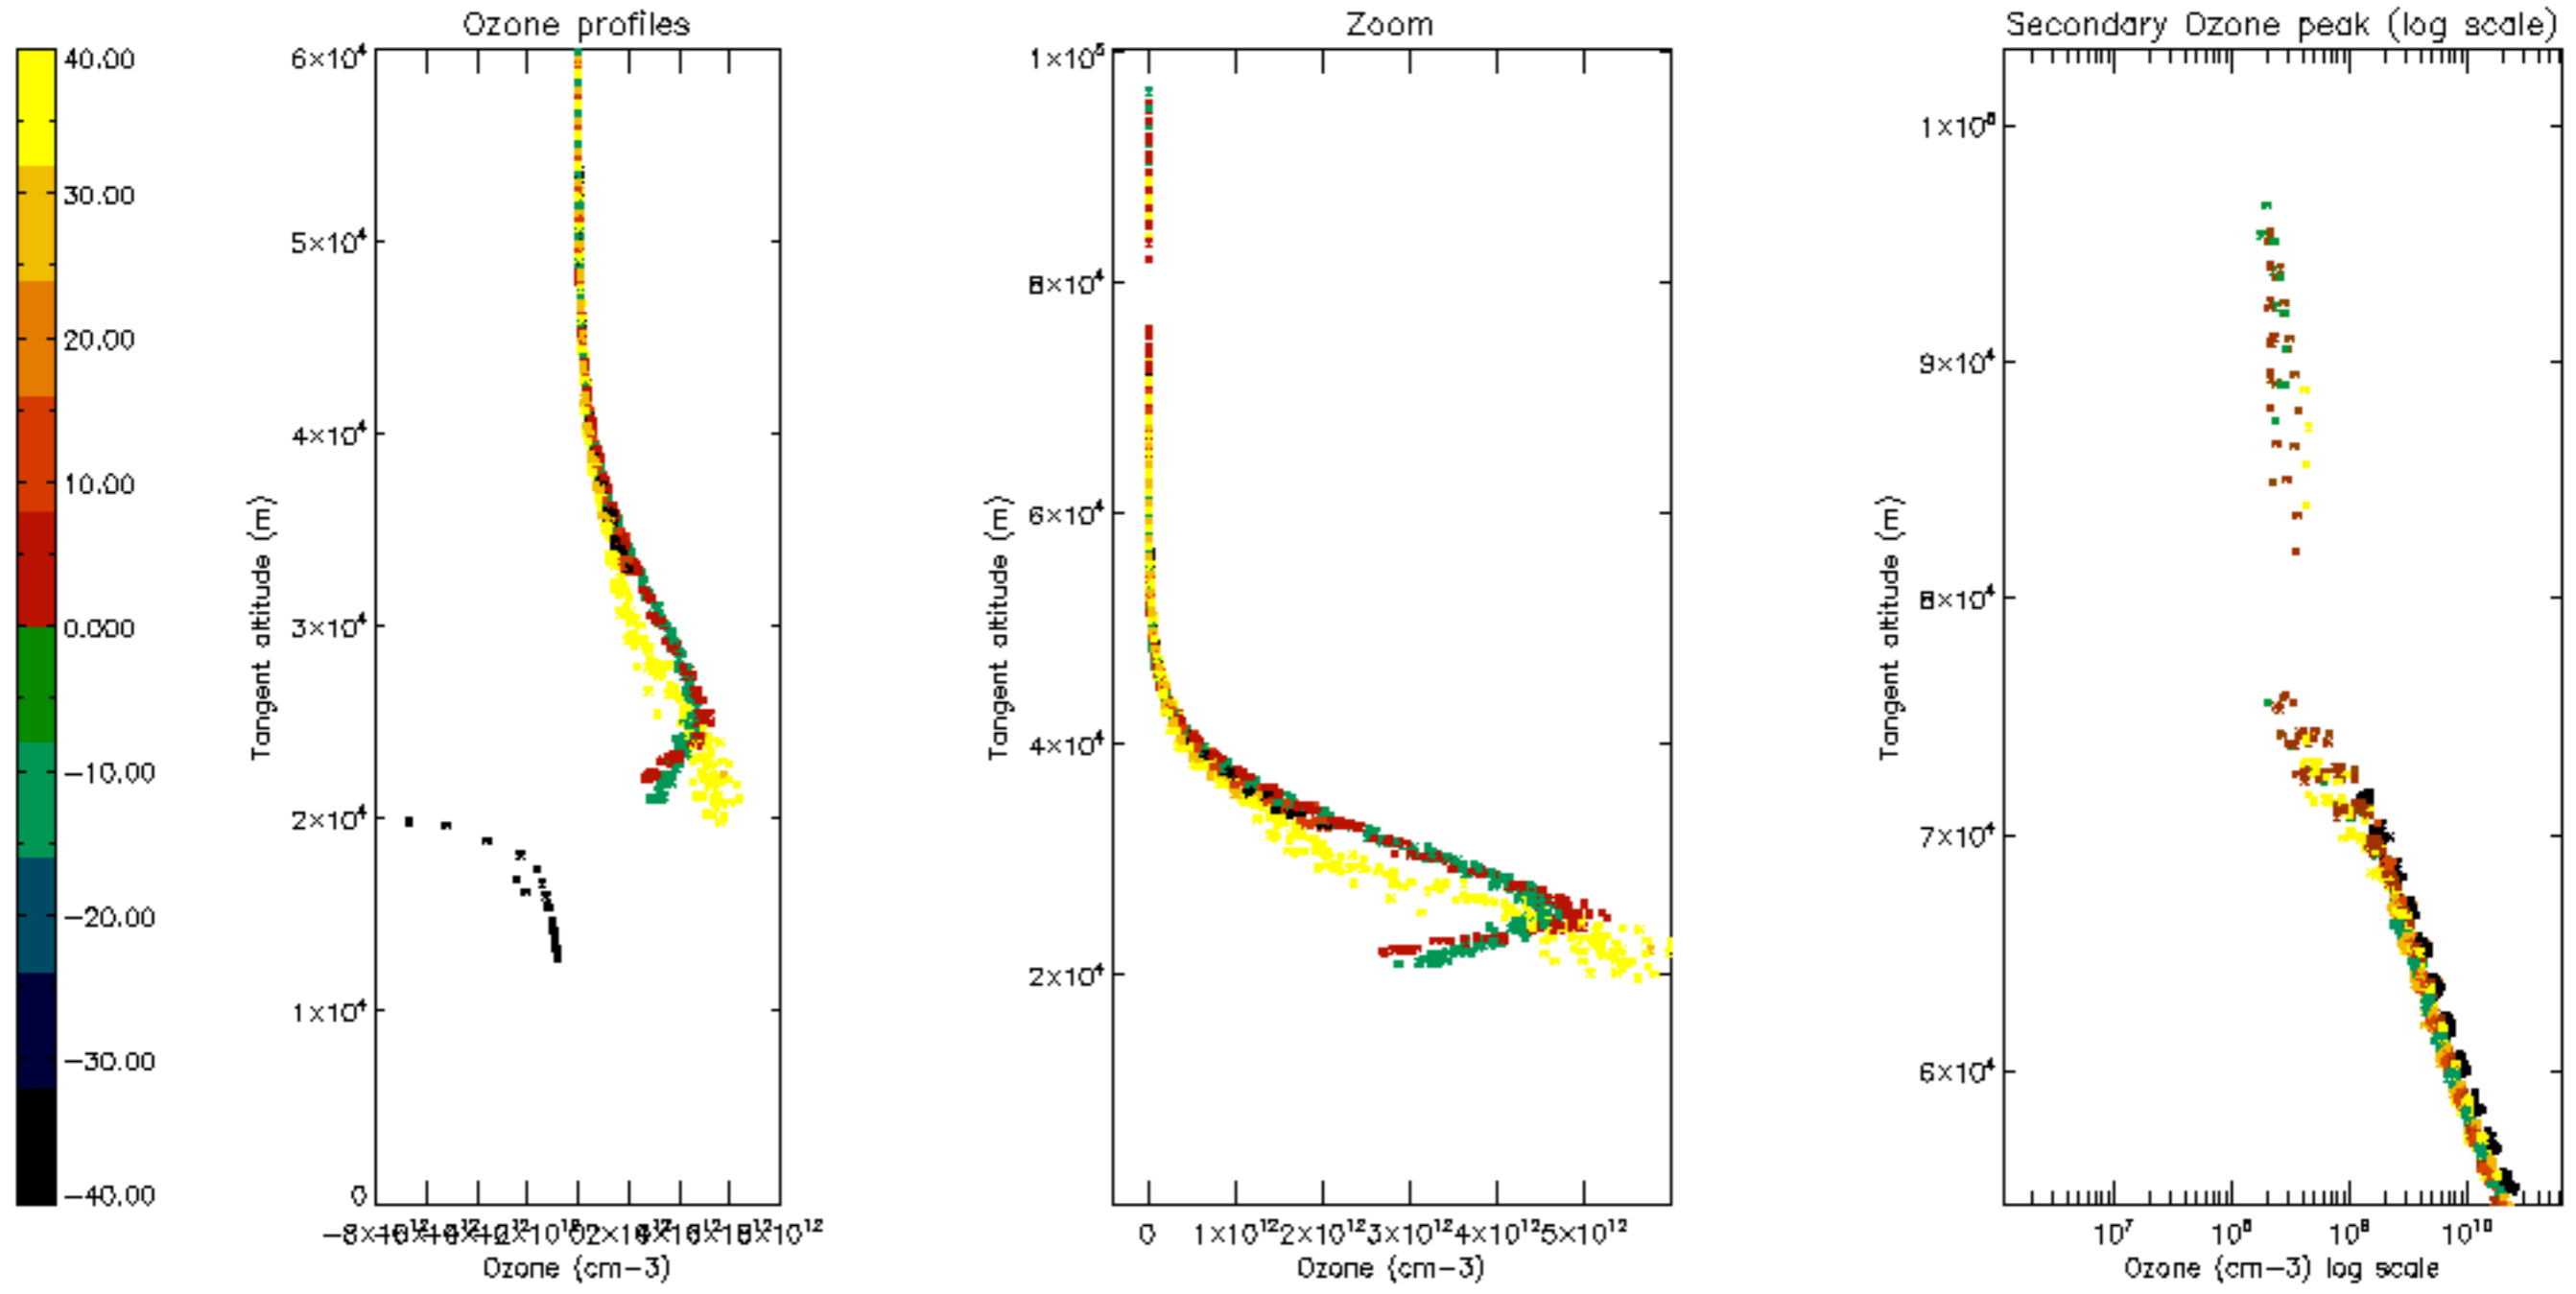 Ozone profiles
Zoom
Secondary Ozone peak (log scale)
40.00
30.00
20.00
10.00
−10.00
−20.00
−30.00
−40.00
6×10⁴
5×10⁴
4×10⁴
3×10⁴
2×10⁴
1×10⁴
0
Tangent altitude (m)
Ozone (cm−3)
1×10⁵
8×10⁴
6×10⁴
4×10⁴
2×10⁴
Tangent altitude (m)
0 1×10¹² 2×10¹² 3×10¹² 4×10¹² 5×10¹²
Ozone (cm−3)
1×10⁵
9×10⁴
8×10⁴
7×10⁴
6×10⁴
Tangent altitude (m)
10⁷ 10⁸ 10⁹ 10¹⁰
Ozone (cm−3) log scale